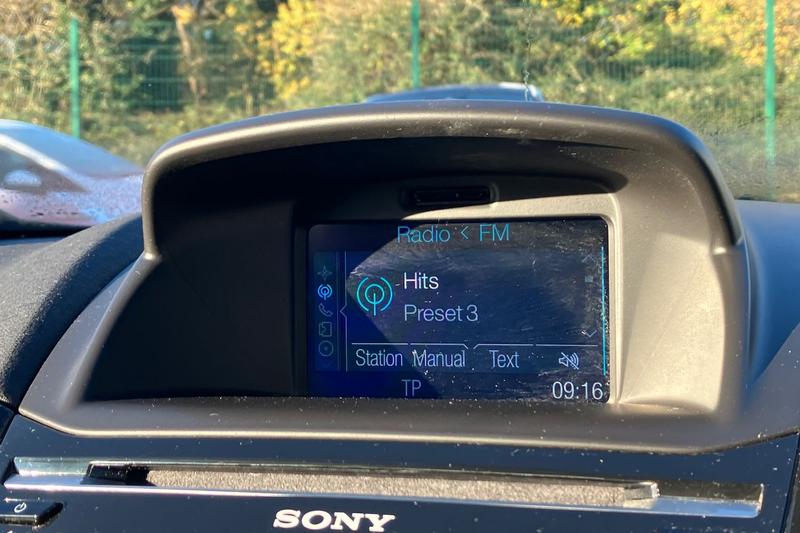 Radio < FM
Hits
Preset 3
Station Manual Text
TP 09:16
SONY